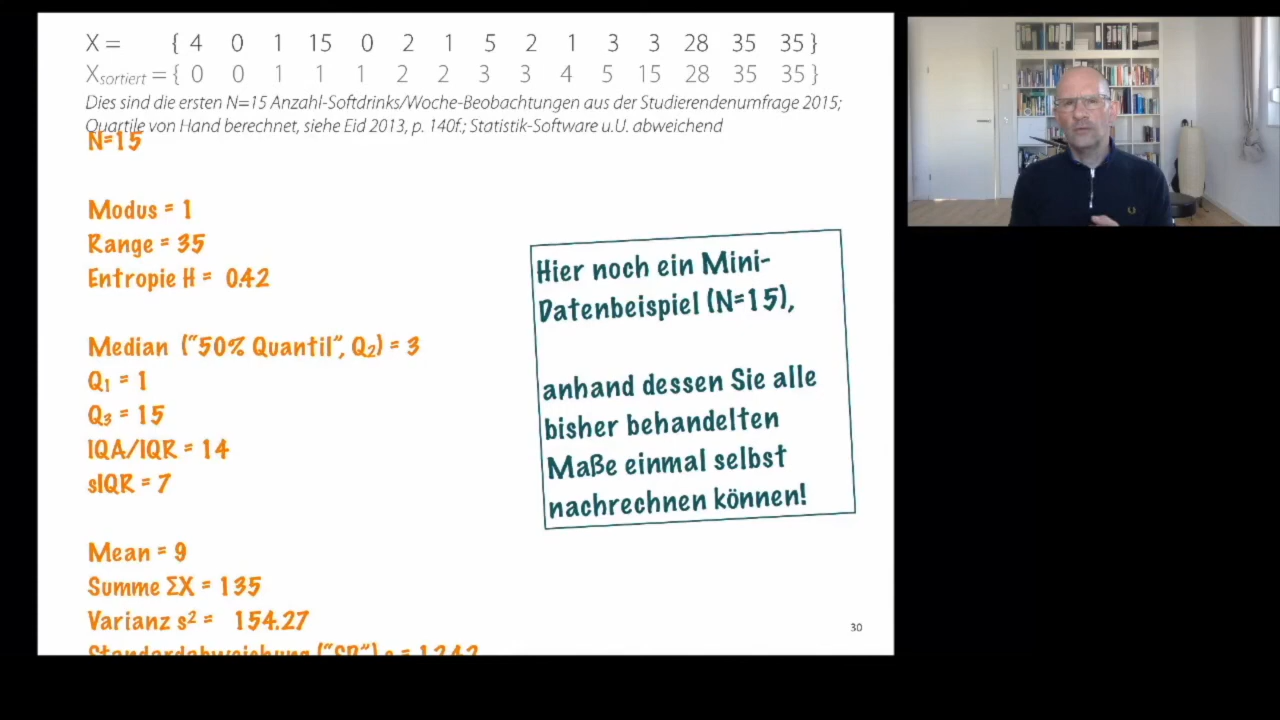 X = { 4 0 1 15 0 2 1 5 2 1 3 3 28 35 35 }
Xsortiert = { 0 0 1 1 1 2 2 3 3 4 5 15 28 35 35 }
Dies sind die ersten N=15 Anzahl-Softdrinks/Woche-Beobachtungen aus der Studierendenumfrage 2015;
Quartile von Hand berechnet, siehe Eid 2013, p. 140f.; Statistik-Software u.U. abweichend
N=15
Modus = 1
Range = 35
Entropie H = 0.42
Median ("50% Quantil", Q2) = 3
Q1 = 1
Q3 = 15
IQA/IQR = 14
sIQR = 7
Mean = 9
Summe ΣX = 135
Varianz s² = 154.27
Standardabweichung ("SD") s = 12.42
Hier noch ein Mini-
Datenbeispiel (N=15),
anhand dessen Sie alle
bisher behandelten
Maße einmal selbst
nachrechnen können!
30